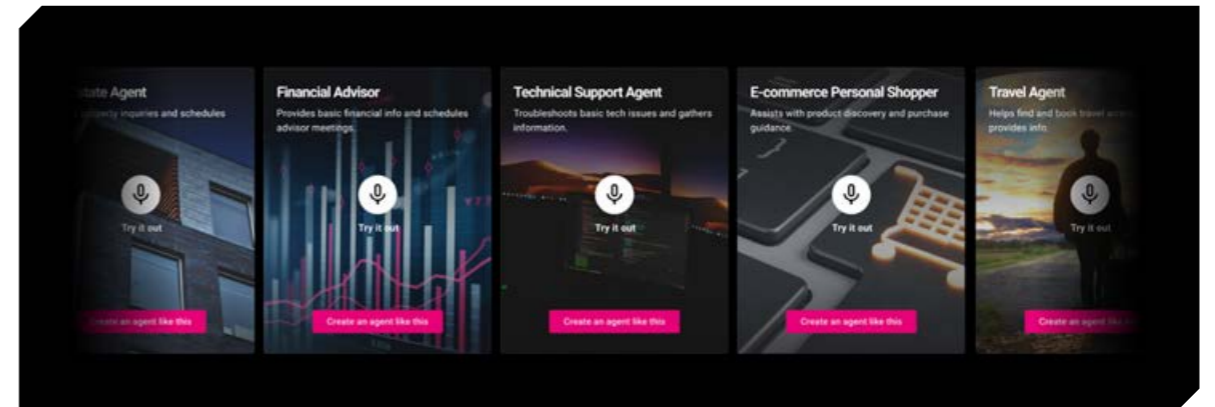 state Agent
property inquiries and schedules
Try it out
Create an agent like this
Financial Advisor
Provides basic financial info and schedules
advisor meetings.
Try it out
Create an agent like this
Technical Support Agent
Troubleshoots basic tech issues and gathers
information.
Try it out
Create an agent like this
E-commerce Personal Shopper
Assists with product discovery and purchase
guidance.
Try it out
Create an agent like this
Travel Agent
Helps find and book travel
provides info
Try it out
Create an agent like